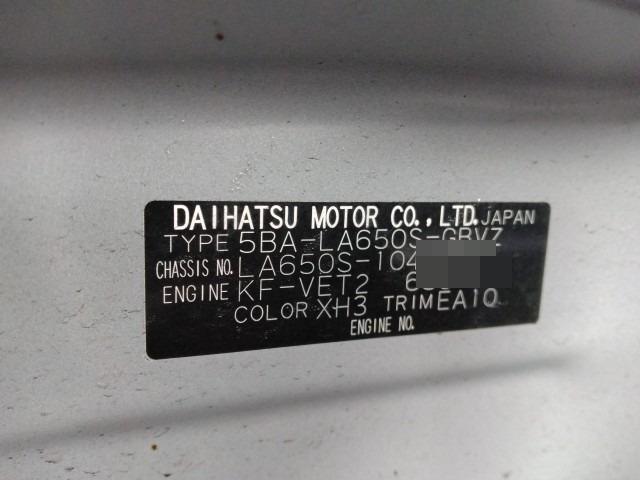 DAIHATSU MOTOR CO., LTD. JAPAN
TYPE 5BA-LA650S-GBVZ
CHASSIS NO. LA650S-104
ENGINE KF-VET2
COLOR XH3 TRIM EA10
ENGINE NO.